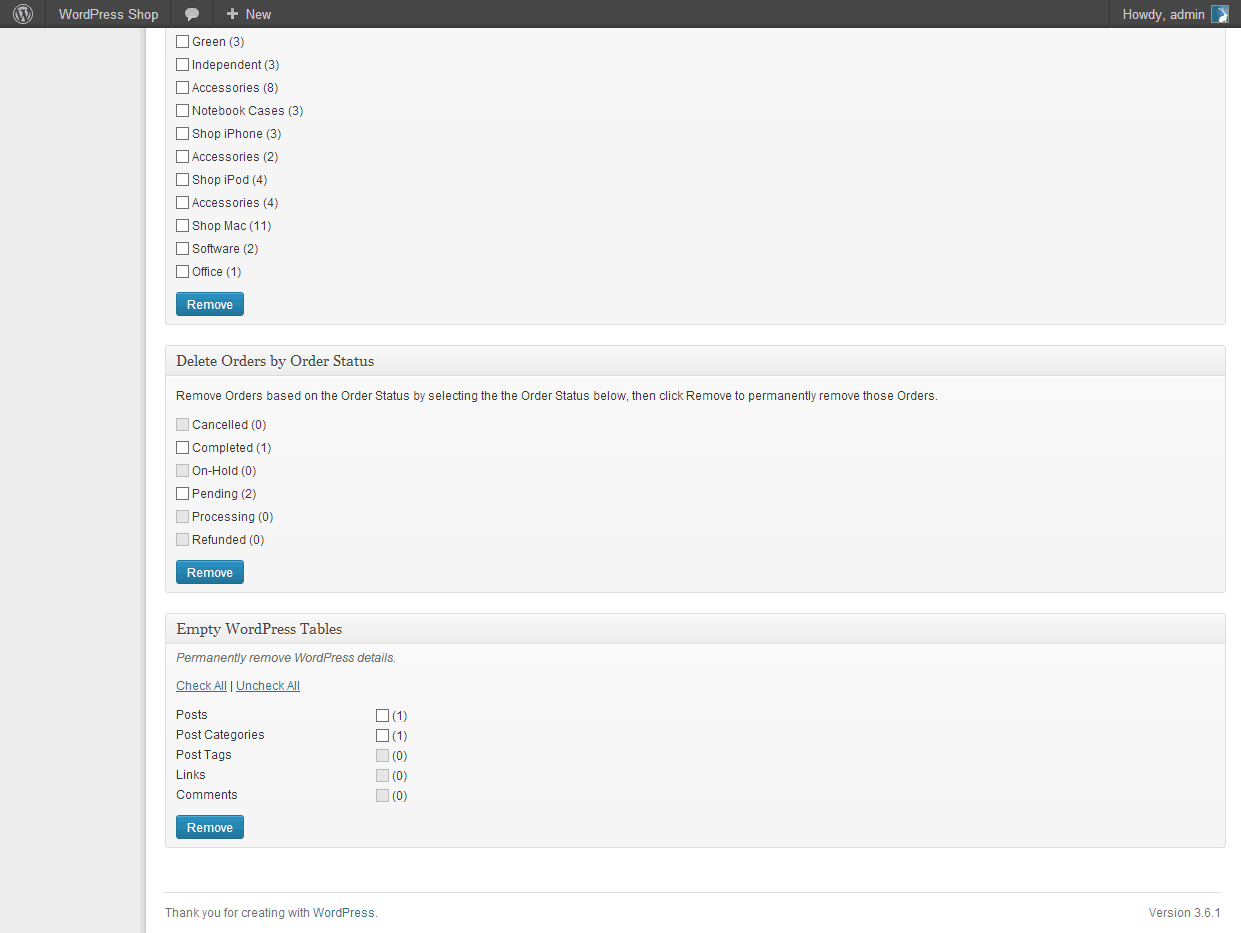 WordPress Shop New Howdy, admin
Green (3)
Independent (3)
Accessories (8)
Notebook Cases (3)
Shop iPhone (3)
Accessories (2)
Shop iPod (4)
Accessories (4)
Shop Mac (11)
Software (2)
Office (1)
Remove
Delete Orders by Order Status
Remove Orders based on the Order Status by selecting the the Order Status below, then click Remove to permanently remove those Orders.
Cancelled (0)
Completed (1)
On-Hold (0)
Pending (2)
Processing (0)
Refunded (0)
Remove
Empty WordPress Tables
Permanently remove WordPress details.
Check All | Uncheck All
Posts (1)
Post Categories (1)
Post Tags (0)
Links (0)
Comments (0)
Remove
Thank you for creating with WordPress. Version 3.6.1